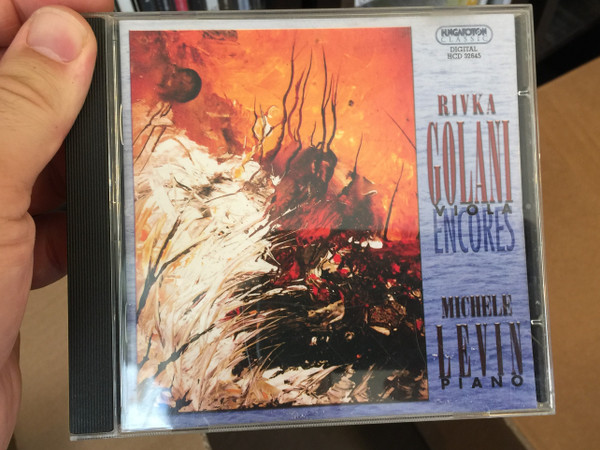 HUNGAROTON
CLASSIC
DIGITAL
HCD 32643
RIVKA
GOLANI
VIOLA
ENCORES
MICHELE
LEVIN
PIANO